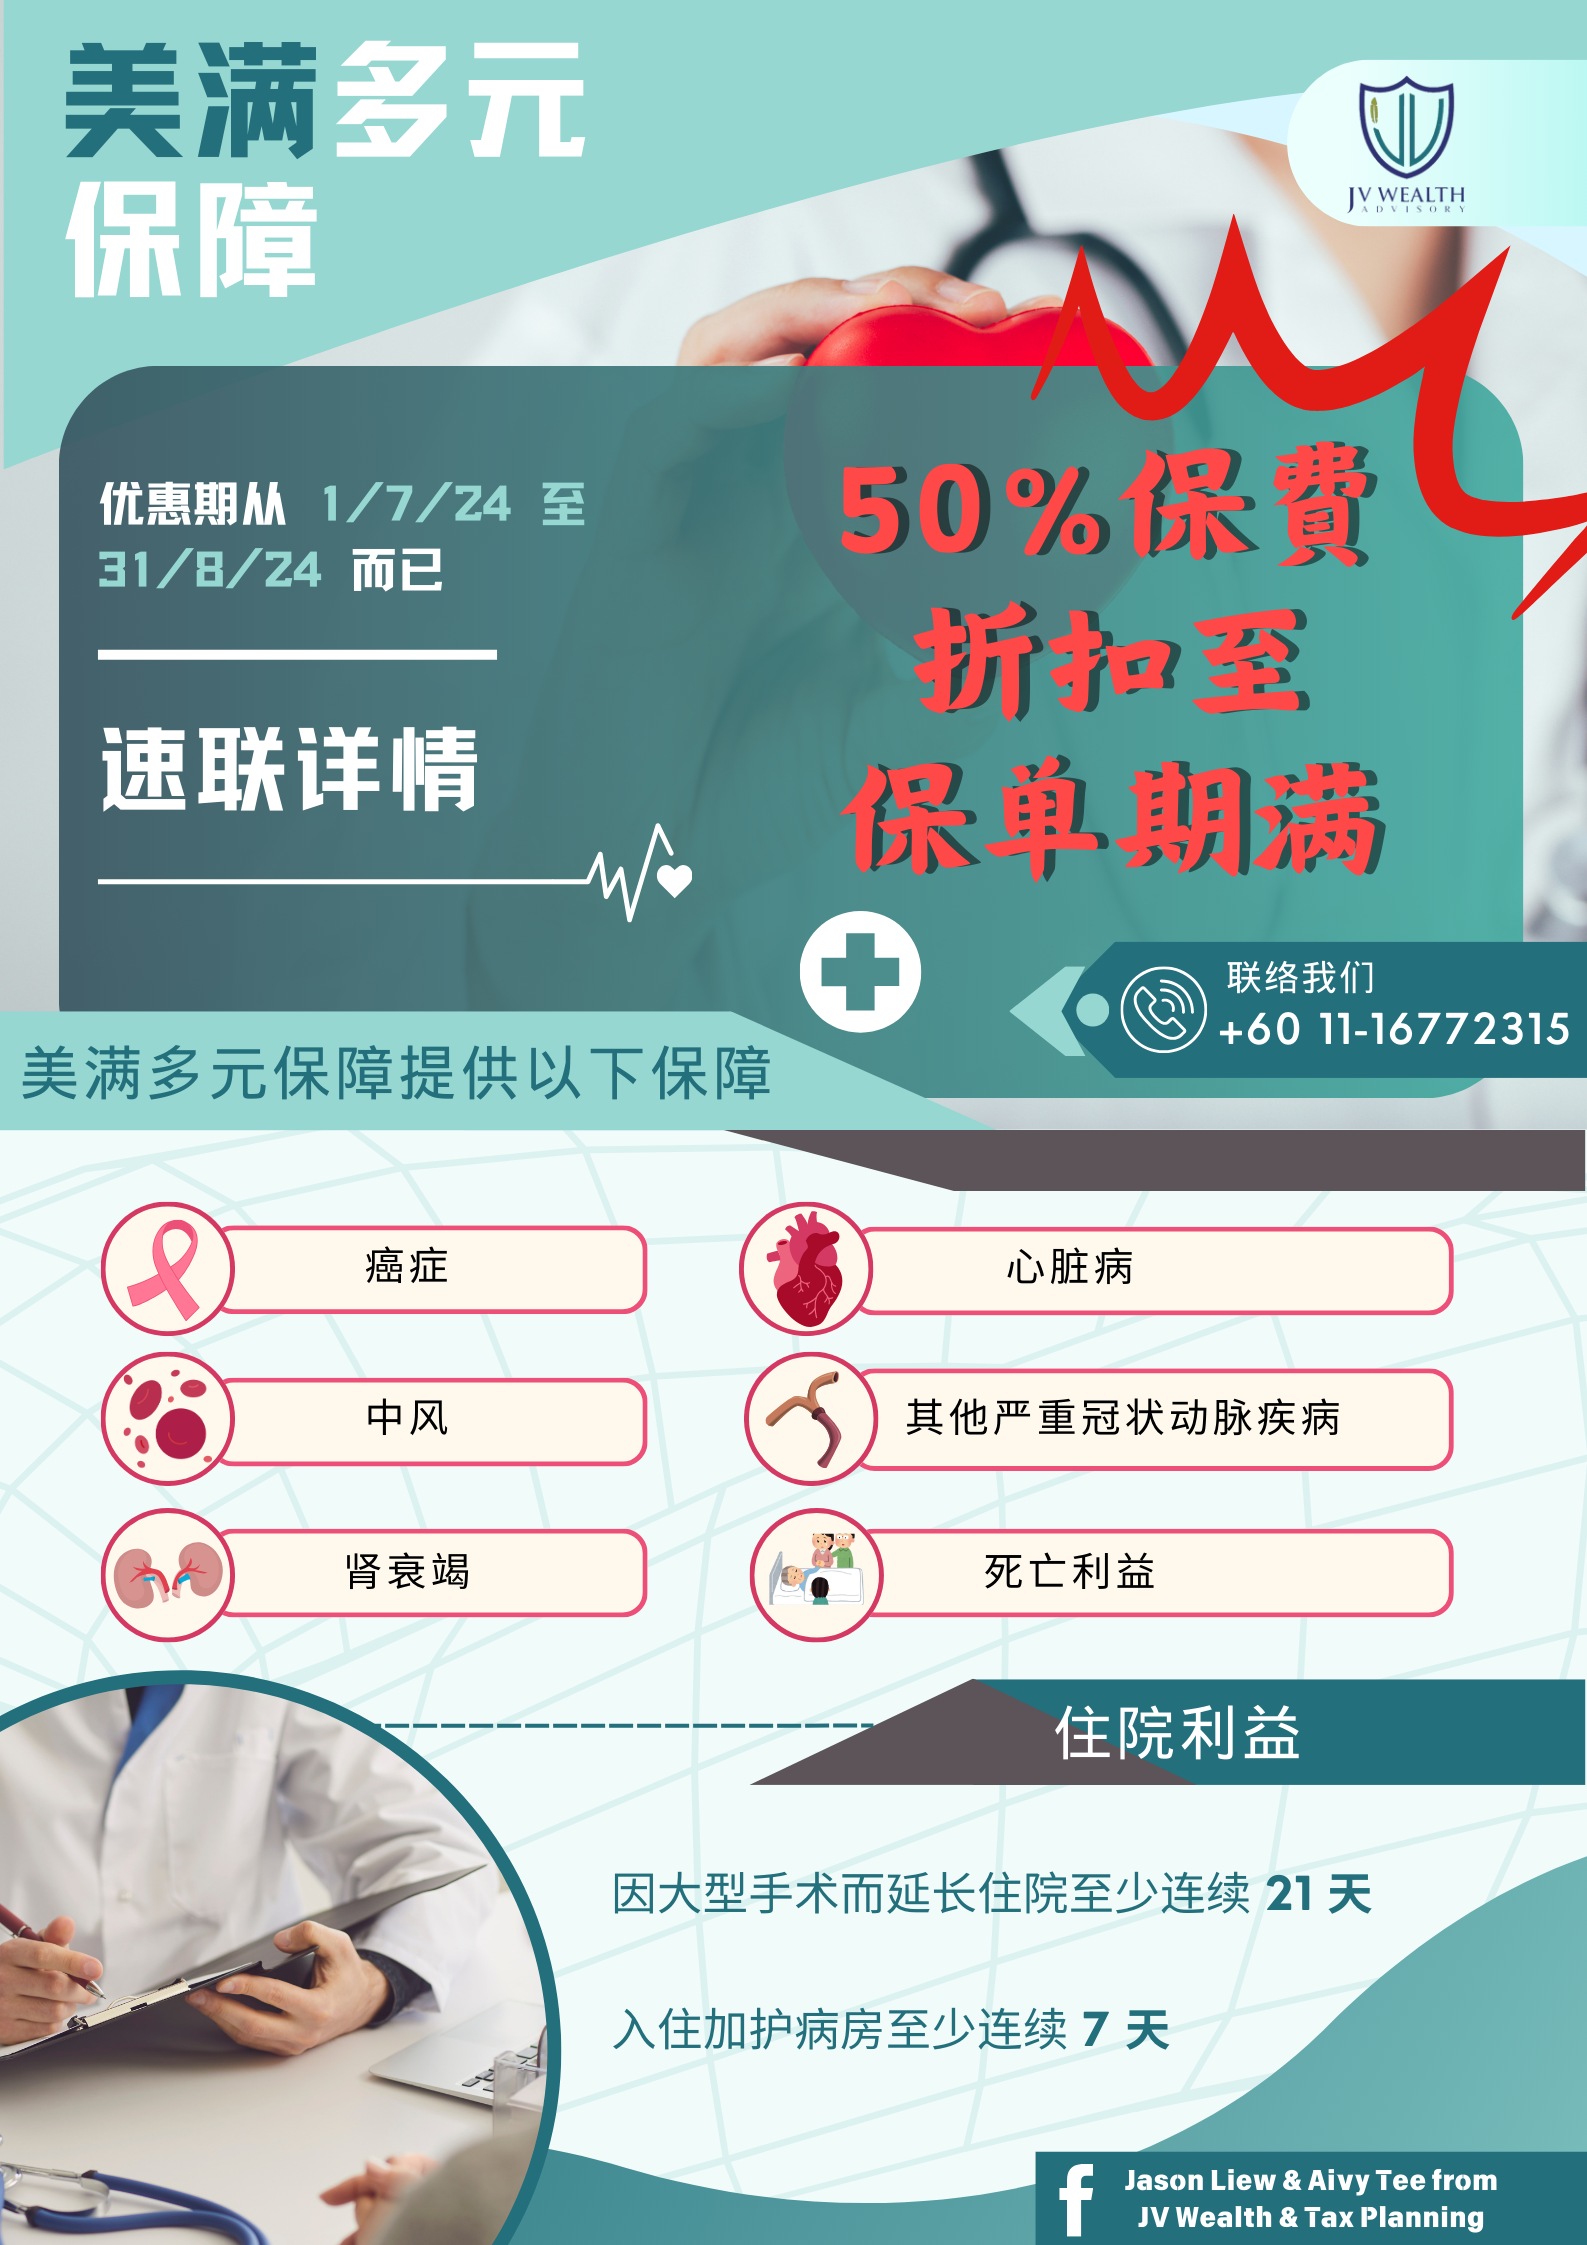 美满多元
保障
JV WEALTH
ADVISORY
优惠期从 1/7/24 至
31/8/24 而已
速联详情
50%保費
折扣至
保单期满
联络我们
+60 11-16772315
美满多元保障提供以下保障
癌症
心脏病
中风
其他严重冠状动脉疾病
肾衰竭
死亡利益
住院利益
因大型手术而延长住院至少连续 21 天
入住加护病房至少连续 7 天
Jason Liew & Aivy Tee from
JV Wealth & Tax Planning